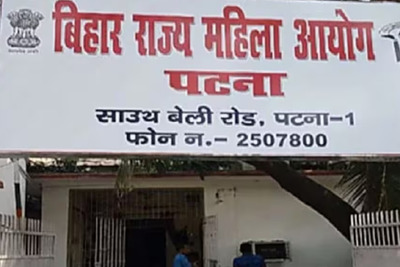 बिहार राज्य महिला आयोग
पटना
साउथ बेली रोड, पटना-1
फोन न.- 2507800